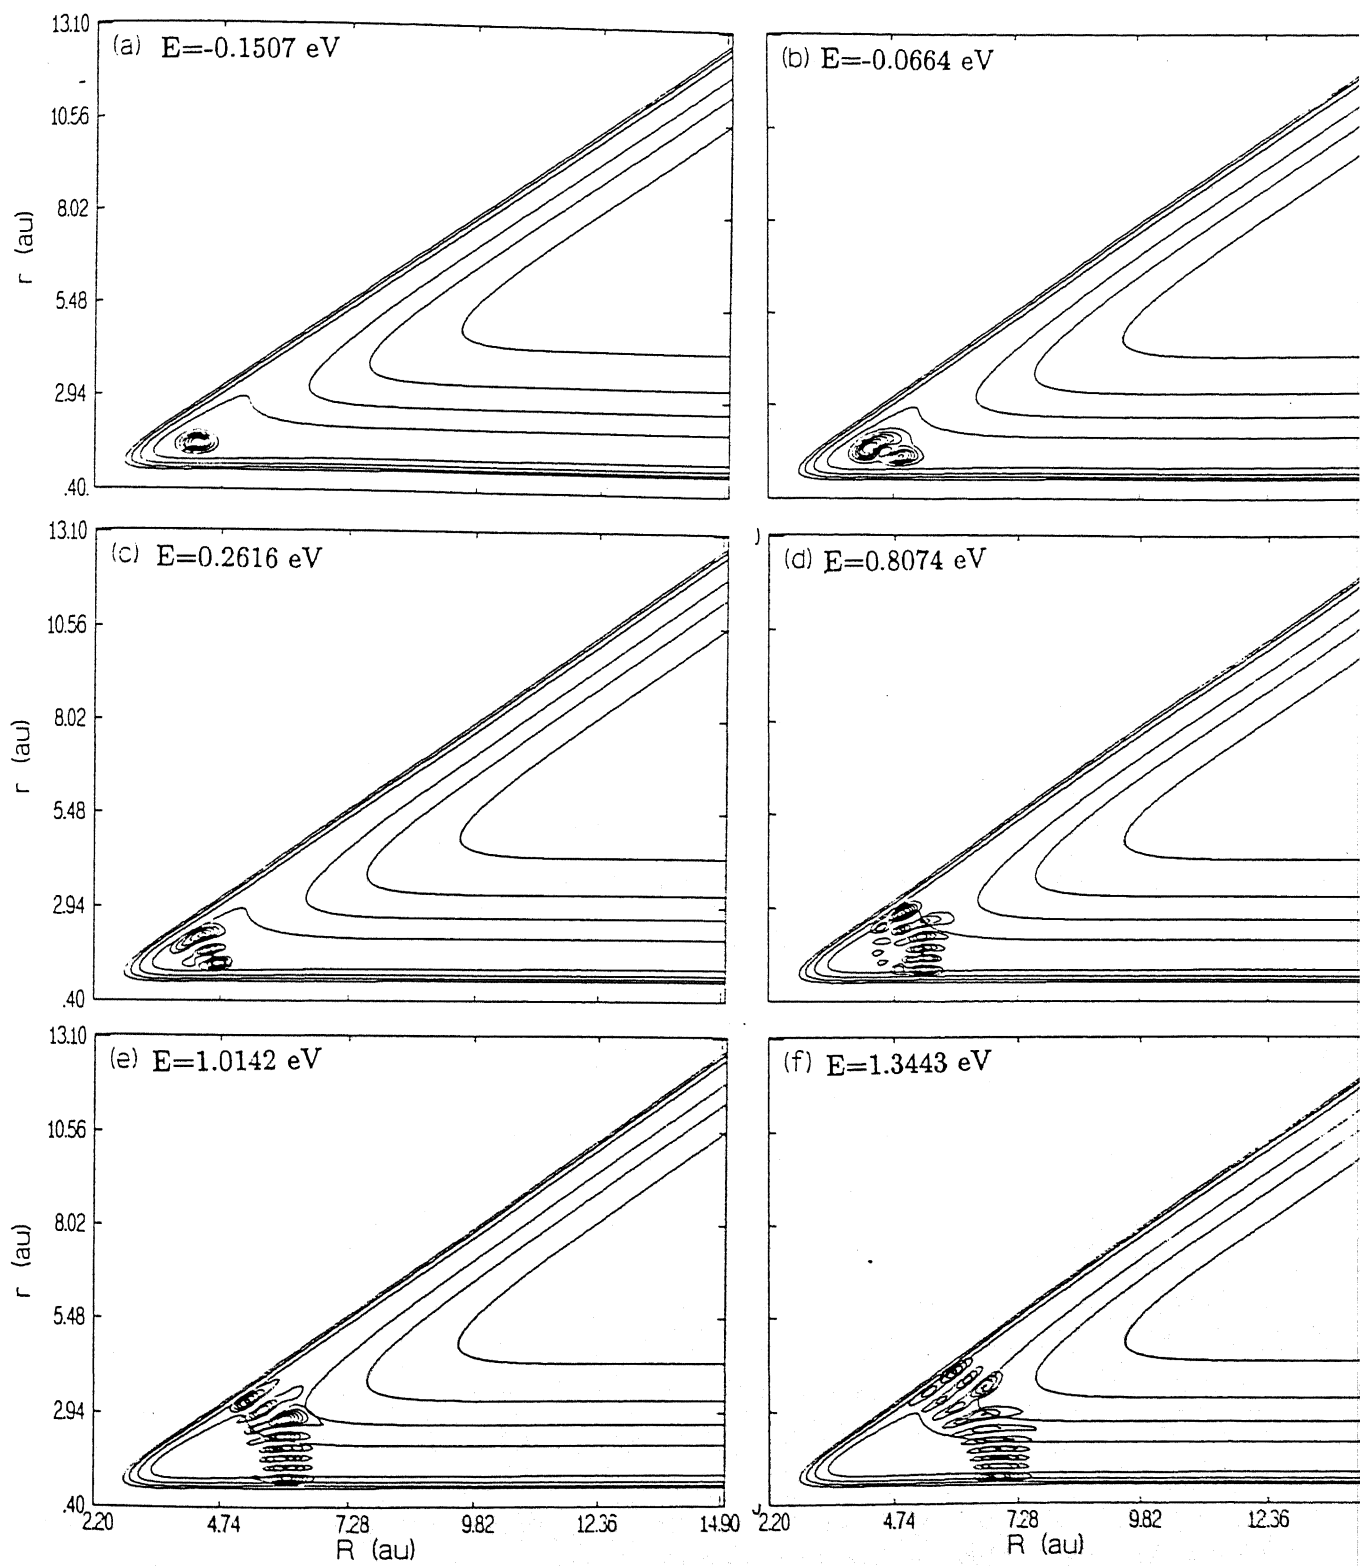 13.10
(a) E=-0.1507 eV
(b) E=-0.0664 eV
10.56
8.02
r (au)
5.48
2.94
.40.
13.10
(c) E=0.2616 eV
(d) E=0.8074 eV
10.56
8.02
r (au)
5.48
2.94
.40
13.10
(e) E=1.0142 eV
(f) E=1.3443 eV
10.56
8.02
r (au)
5.48
2.94
.40
2.20 4.74 7.28 9.82 12.36 14.90
2.20 4.74 7.28 9.82 12.36
R (au)
R (au)